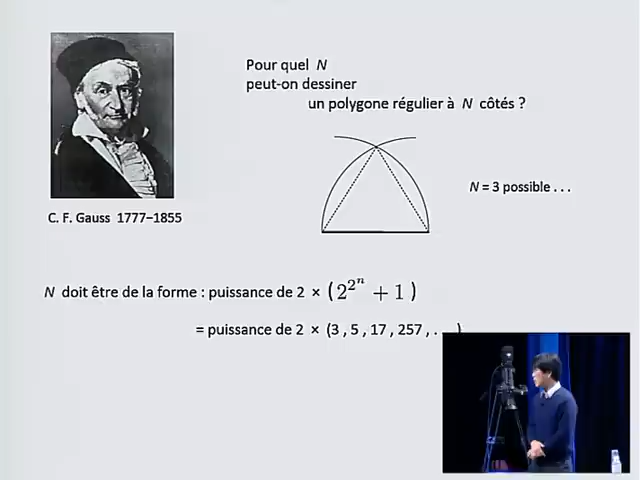 Pour quel N
peut-on dessiner
un polygone régulier à N côtés ?
N = 3 possible . . .
C. F. Gauss 1777–1855
N doit être de la forme : puissance de 2 × ( 2^{2^n} + 1 )
= puissance de 2 × (3 , 5 , 17 , 257 , . . . )